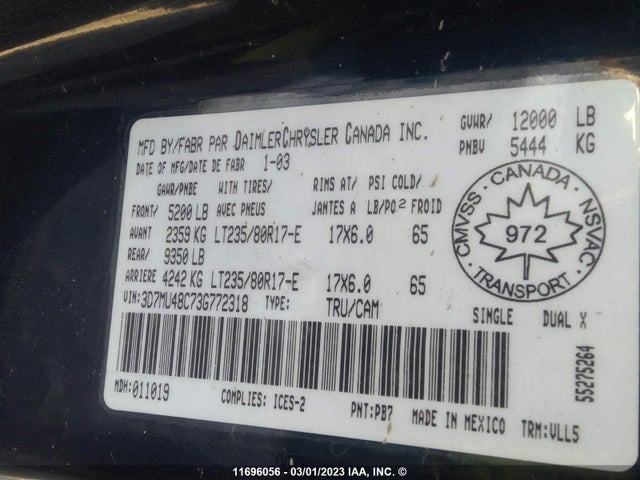 MFD BY/FABR PAR DAIMLERCHRYSLER CANADA INC.
GVWR/ 12000 LB
PNBV 5444 KG
DATE OF MFG/DATE DE FABR 1-03
GAWR/PNBE WITH TIRES/ RIMS AT/ PSI COLD/
FRONT/ 5200 LB AVEC PNEUS JANTES A LB/PO.² FROID
AVANT 2359 KG LT235/80R17-E 17X6.0 65
REAR/ 9350 LB
ARRIERE 4242 KG LT235/80R17-E 17X6.0 65
CMVSS · CANADA · NSVAC · TRANSPORT ·
972
VIN: 3D7MU48C73G772318 TYPE: TRU/CAM SINGLE DUAL X
MDH: 011019
COMPLIES: ICES-2
PNT: PB7
MADE IN MEXICO
TRM: VLL5
55275264
11696056 - 03/01/2023 IAA, INC. ©